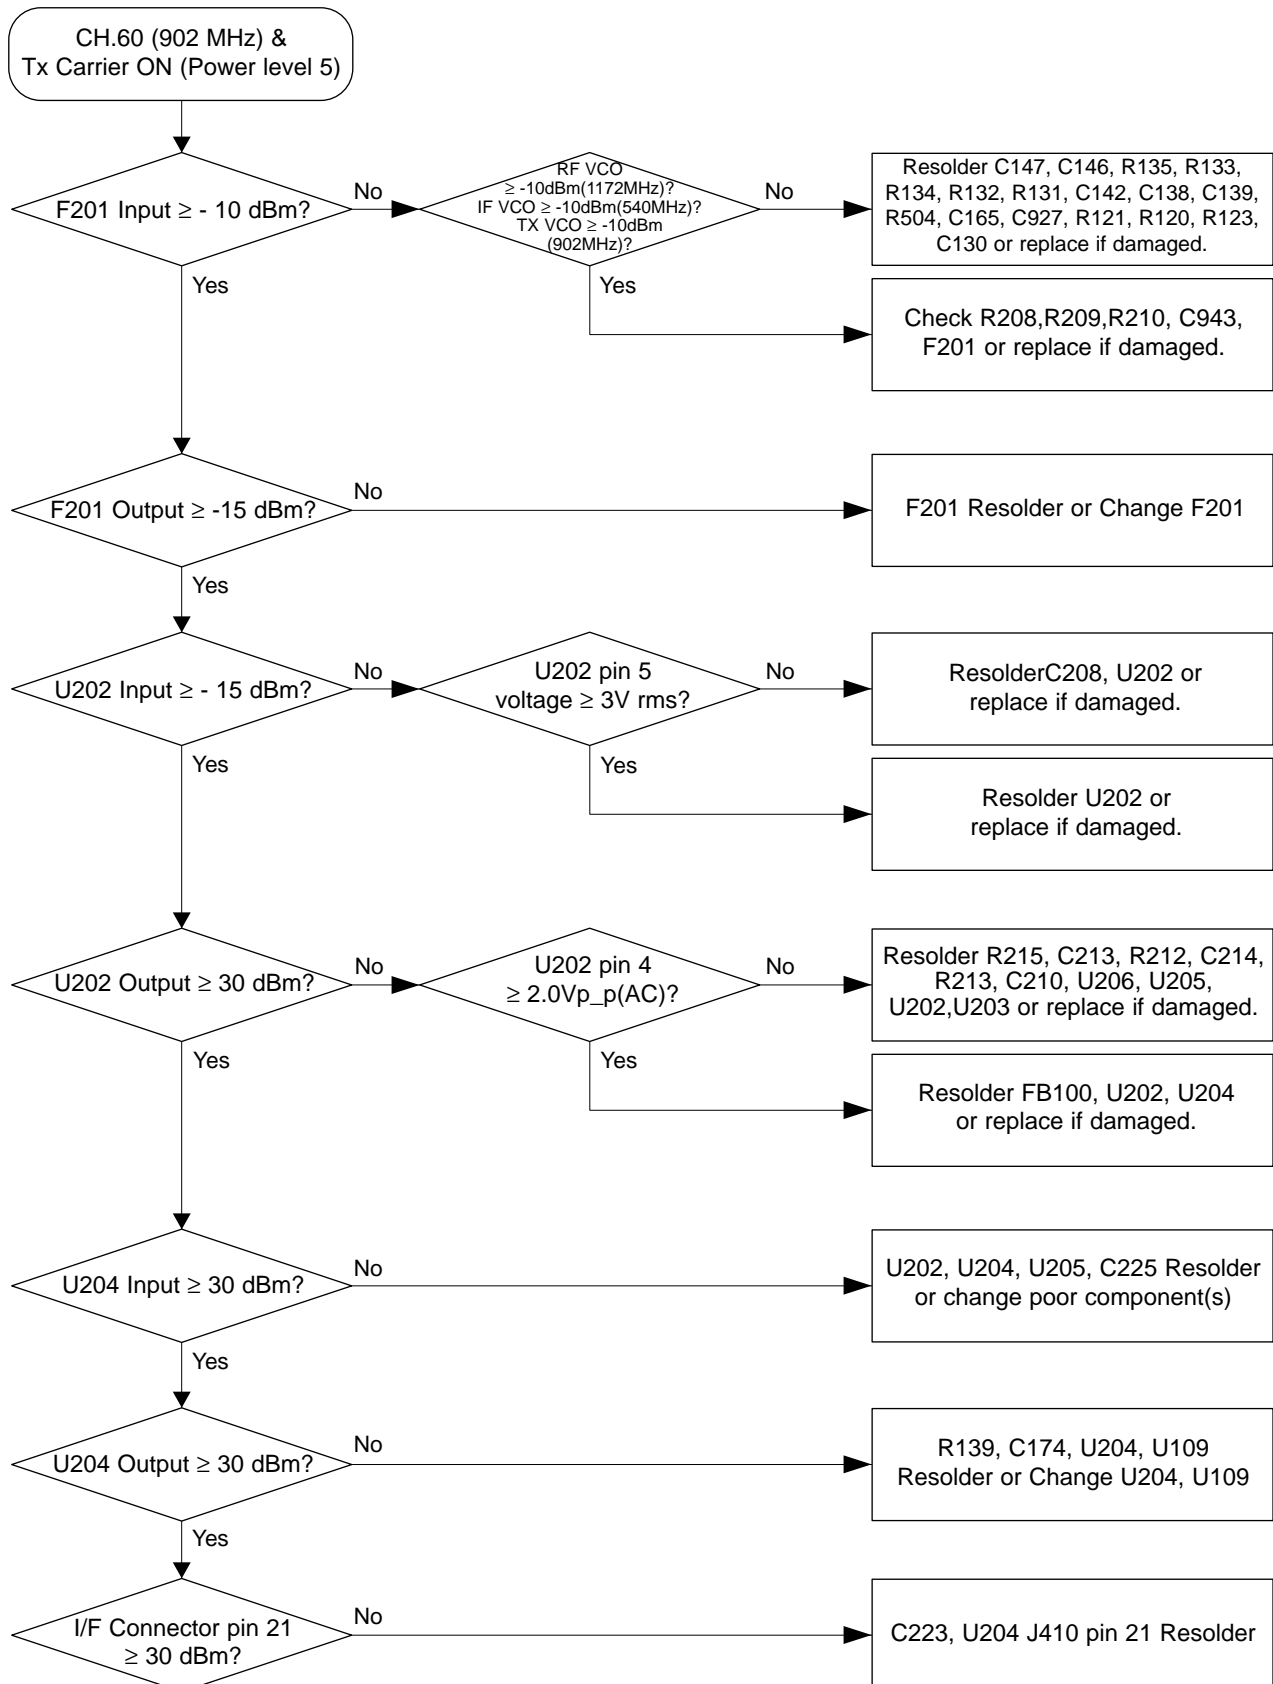 CH.60 (902 MHz) &
Tx Carrier ON (Power level 5)
F201 Input ≥ - 10 dBm?
No
RF VCO
≥ -10dBm(1172MHz)?
IF VCO ≥ -10dBm(540MHz)?
TX VCO ≥ -10dBm
(902MHz)?
No
Resolder C147, C146, R135, R133,
R134, R132, R131, C142, C138, C139,
R504, C165, C927, R121, R120, R123,
C130 or replace if damaged.
Yes
Yes
Check R208,R209,R210, C943,
F201 or replace if damaged.
F201 Output ≥ -15 dBm?
No
F201 Resolder or Change F201
Yes
U202 Input ≥ - 15 dBm?
No
U202 pin 5
voltage ≥ 3V rms?
No
ResolderC208, U202 or
replace if damaged.
Yes
Yes
Resolder U202 or
replace if damaged.
U202 Output ≥ 30 dBm?
No
U202 pin 4
≥ 2.0Vp_p(AC)?
No
Resolder R215, C213, R212, C214,
R213, C210, U206, U205,
U202,U203 or replace if damaged.
Yes
Yes
Resolder FB100, U202, U204
or replace if damaged.
U204 Input ≥ 30 dBm?
No
U202, U204, U205, C225 Resolder
or change poor component(s)
Yes
U204 Output ≥ 30 dBm?
No
R139, C174, U204, U109
Resolder or Change U204, U109
Yes
I/F Connector pin 21
≥ 30 dBm?
No
C223, U204 J410 pin 21 Resolder